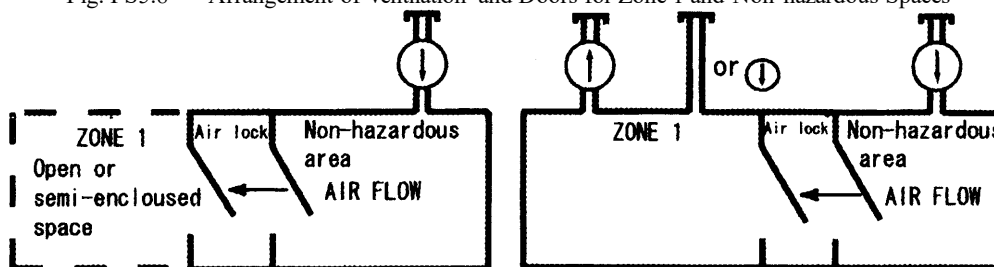 Fig. PS9.8 Arrangement of Ventilation and Doors for Zone 1 and Non-hazardous Spaces
ZONE 1
Open or
semi-encloused
space
Air lock
Non-hazardous
area
AIR FLOW
or
ZONE 1
Air lock
Non-hazardous
area
AIR FLOW